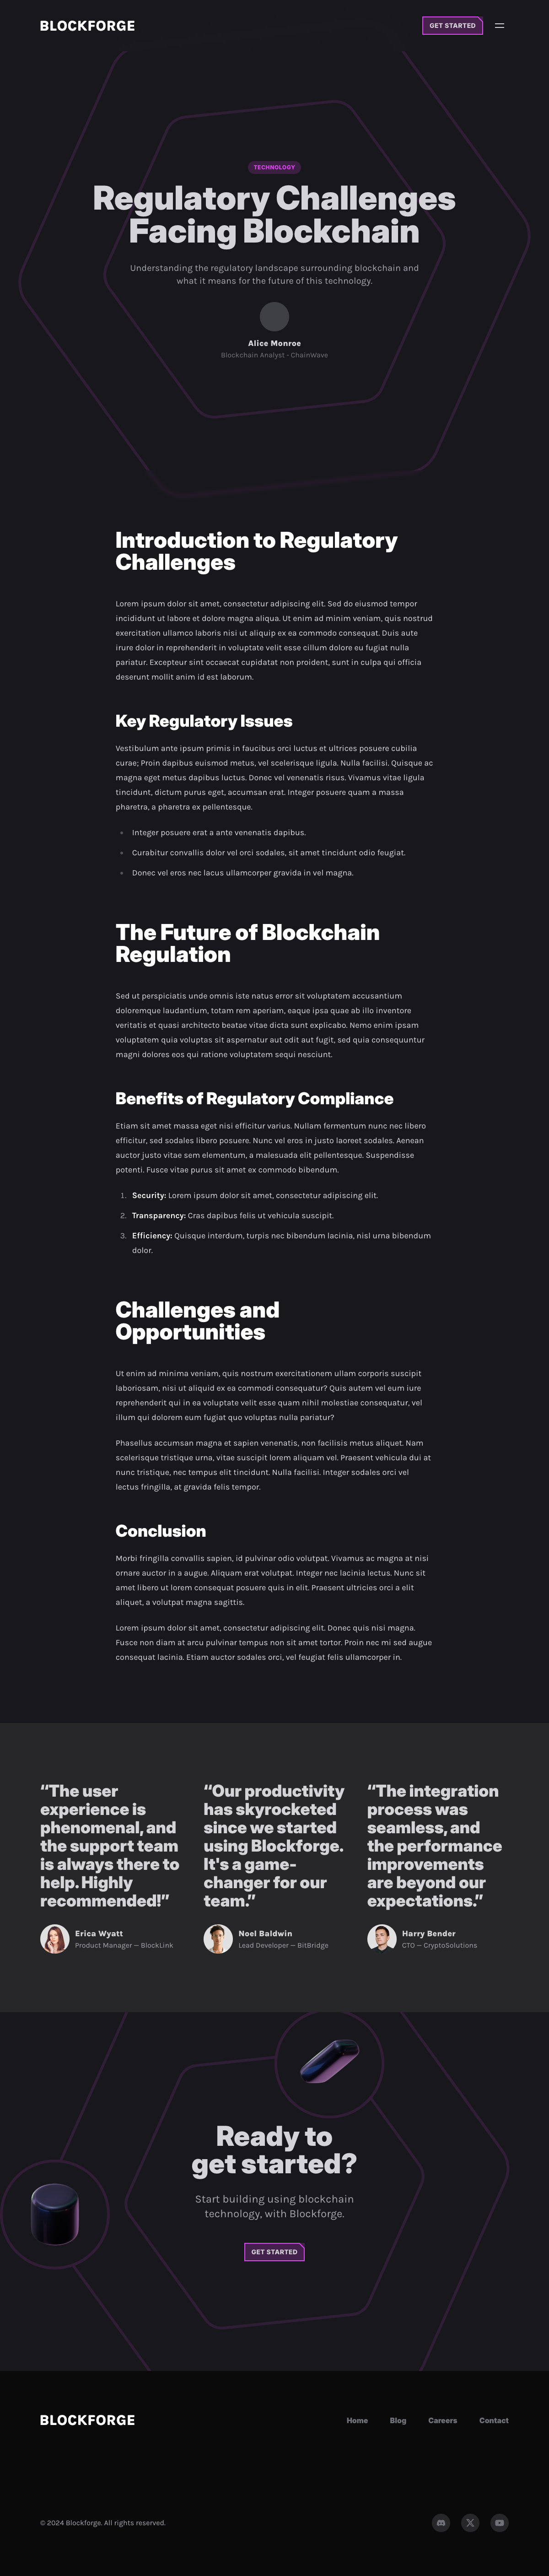 BLOCKFORGE
GET STARTED
TECHNOLOGY
Regulatory Challenges
Facing Blockchain
Understanding the regulatory landscape surrounding blockchain and
what it means for the future of this technology.
Alice Monroe
Blockchain Analyst - ChainWave
Introduction to Regulatory
Challenges
Lorem ipsum dolor sit amet, consectetur adipiscing elit. Sed do eiusmod tempor
incididunt ut labore et dolore magna aliqua. Ut enim ad minim veniam, quis nostrud
exercitation ullamco laboris nisi ut aliquip ex ea commodo consequat. Duis aute
irure dolor in reprehenderit in voluptate velit esse cillum dolore eu fugiat nulla
pariatur. Excepteur sint occaecat cupidatat non proident, sunt in culpa qui officia
deserunt mollit anim id est laborum.
Key Regulatory Issues
Vestibulum ante ipsum primis in faucibus orci luctus et ultrices posuere cubilia
curae; Proin dapibus euismod metus, vel scelerisque ligula. Nulla facilisi. Quisque ac
magna eget metus dapibus luctus. Donec vel venenatis risus. Vivamus vitae ligula
tincidunt, dictum purus eget, accumsan erat. Integer posuere quam a massa
pharetra, a pharetra ex pellentesque.
• Integer posuere erat a ante venenatis dapibus.
• Curabitur convallis dolor vel orci sodales, sit amet tincidunt odio feugiat.
• Donec vel eros nec lacus ullamcorper gravida in vel magna.
The Future of Blockchain
Regulation
Sed ut perspiciatis unde omnis iste natus error sit voluptatem accusantium
doloremque laudantium, totam rem aperiam, eaque ipsa quae ab illo inventore
veritatis et quasi architecto beatae vitae dicta sunt explicabo. Nemo enim ipsam
voluptatem quia voluptas sit aspernatur aut odit aut fugit, sed quia consequuntur
magni dolores eos qui ratione voluptatem sequi nesciunt.
Benefits of Regulatory Compliance
Etiam sit amet massa eget nisi efficitur varius. Nullam fermentum nunc nec libero
efficitur, sed sodales libero posuere. Nunc vel eros in justo laoreet sodales. Aenean
auctor justo vitae sem elementum, a malesuada elit pellentesque. Suspendisse
potenti. Fusce vitae purus sit amet ex commodo bibendum.
1. Security: Lorem ipsum dolor sit amet, consectetur adipiscing elit.
2. Transparency: Cras dapibus felis ut vehicula suscipit.
3. Efficiency: Quisque interdum, turpis nec bibendum lacinia, nisl urna bibendum
dolor.
Challenges and
Opportunities
Ut enim ad minima veniam, quis nostrum exercitationem ullam corporis suscipit
laboriosam, nisi ut aliquid ex ea commodi consequatur? Quis autem vel eum iure
reprehenderit qui in ea voluptate velit esse quam nihil molestiae consequatur, vel
illum qui dolorem eum fugiat quo voluptas nulla pariatur?
Phasellus accumsan magna et sapien venenatis, non facilisis metus aliquet. Nam
scelerisque tristique urna, vitae suscipit lorem aliquam vel. Praesent vehicula dui at
nunc tristique, nec tempus elit tincidunt. Nulla facilisi. Integer sodales orci vel
lectus fringilla, at gravida felis tempor.
Conclusion
Morbi fringilla convallis sapien, id pulvinar odio volutpat. Vivamus ac magna at nisi
ornare auctor in a augue. Aliquam erat volutpat. Integer nec lacinia lectus. Nunc sit
amet libero ut lorem consequat posuere quis in elit. Praesent ultricies orci a elit
aliquet, a volutpat magna sagittis.
Lorem ipsum dolor sit amet, consectetur adipiscing elit. Donec quis nisi magna.
Fusce non diam at arcu pulvinar tempus non sit amet tortor. Proin nec mi sed augue
consequat lacinia. Etiam auctor sodales orci, vel feugiat felis ullamcorper in.
“The user
experience is
phenomenal, and
the support team
is always there to
help. Highly
recommended!”
Erica Wyatt
Product Manager — BlockLink
“Our productivity
has skyrocketed
since we started
using Blockforge.
It's a game-
changer for our
team.”
Noel Baldwin
Lead Developer — BitBridge
“The integration
process was
seamless, and
the performance
improvements
are beyond our
expectations.”
Harry Bender
CTO — CryptoSolutions
Ready to
get started?
Start building using blockchain
technology, with Blockforge.
GET STARTED
BLOCKFORGE
Home
Blog
Careers
Contact
© 2024 Blockforge. All rights reserved.